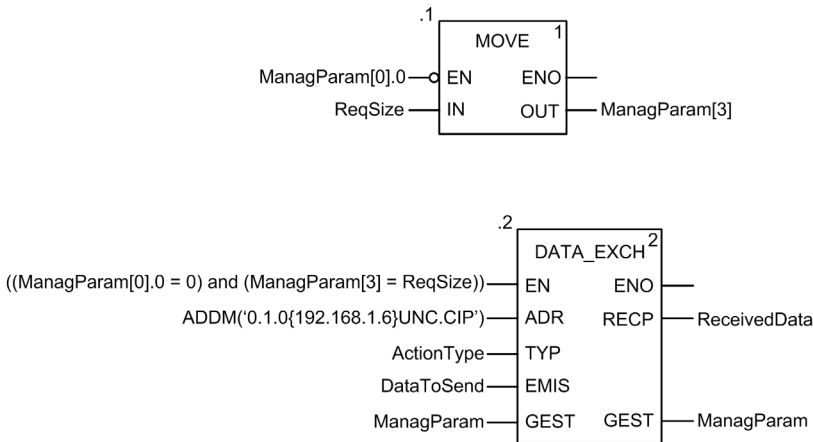 .1
MOVE 1
ManagParam[0].0 EN ENO
ReqSize IN OUT ManagParam[3]
.2
DATA_EXCH 2
((ManagParam[0].0 = 0) and (ManagParam[3] = ReqSize)) EN ENO
ADDM(‘0.1.0{192.168.1.6}UNC.CIP’) ADR RECP ReceivedData
ActionType TYP
DataToSend EMIS
ManagParam GEST GEST ManagParam